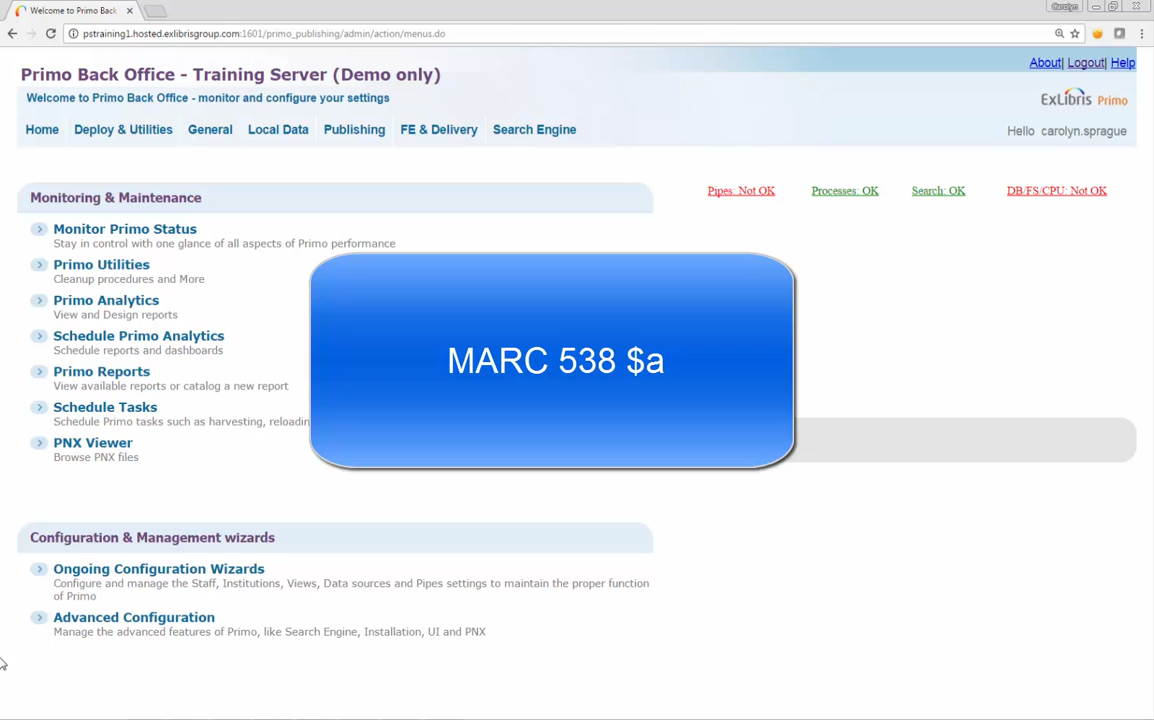 Welcome to Primo Back
Carolyn
pstraining1.hosted.exlibrisgroup.com:1601/primo_publishing/admin/action/menus.do
About| Logout| Help
Primo Back Office - Training Server (Demo only)
Welcome to Primo Back Office - monitor and configure your settings
ExLibris Primo
Home Deploy & Utilities General Local Data Publishing FE & Delivery Search Engine
Hello carolyn.sprague
Monitoring & Maintenance
Pipes: Not OK Processes: OK Search: OK DB/FS/CPU: Not OK
Monitor Primo Status
Stay in control with one glance of all aspects of Primo performance
Primo Utilities
Cleanup procedures and More
Primo Analytics
View and Design reports
Schedule Primo Analytics
Schedule reports and dashboards
MARC 538 $a
Primo Reports
View available reports or catalog a new report
Schedule Tasks
Schedule Primo tasks such as harvesting, reloadin
PNX Viewer
Browse PNX files
Configuration & Management wizards
Ongoing Configuration Wizards
Configure and manage the Staff, Institutions, Views, Data sources and Pipes settings to maintain the proper function
of Primo
Advanced Configuration
Manage the advanced features of Primo, like Search Engine, Installation, UI and PNX